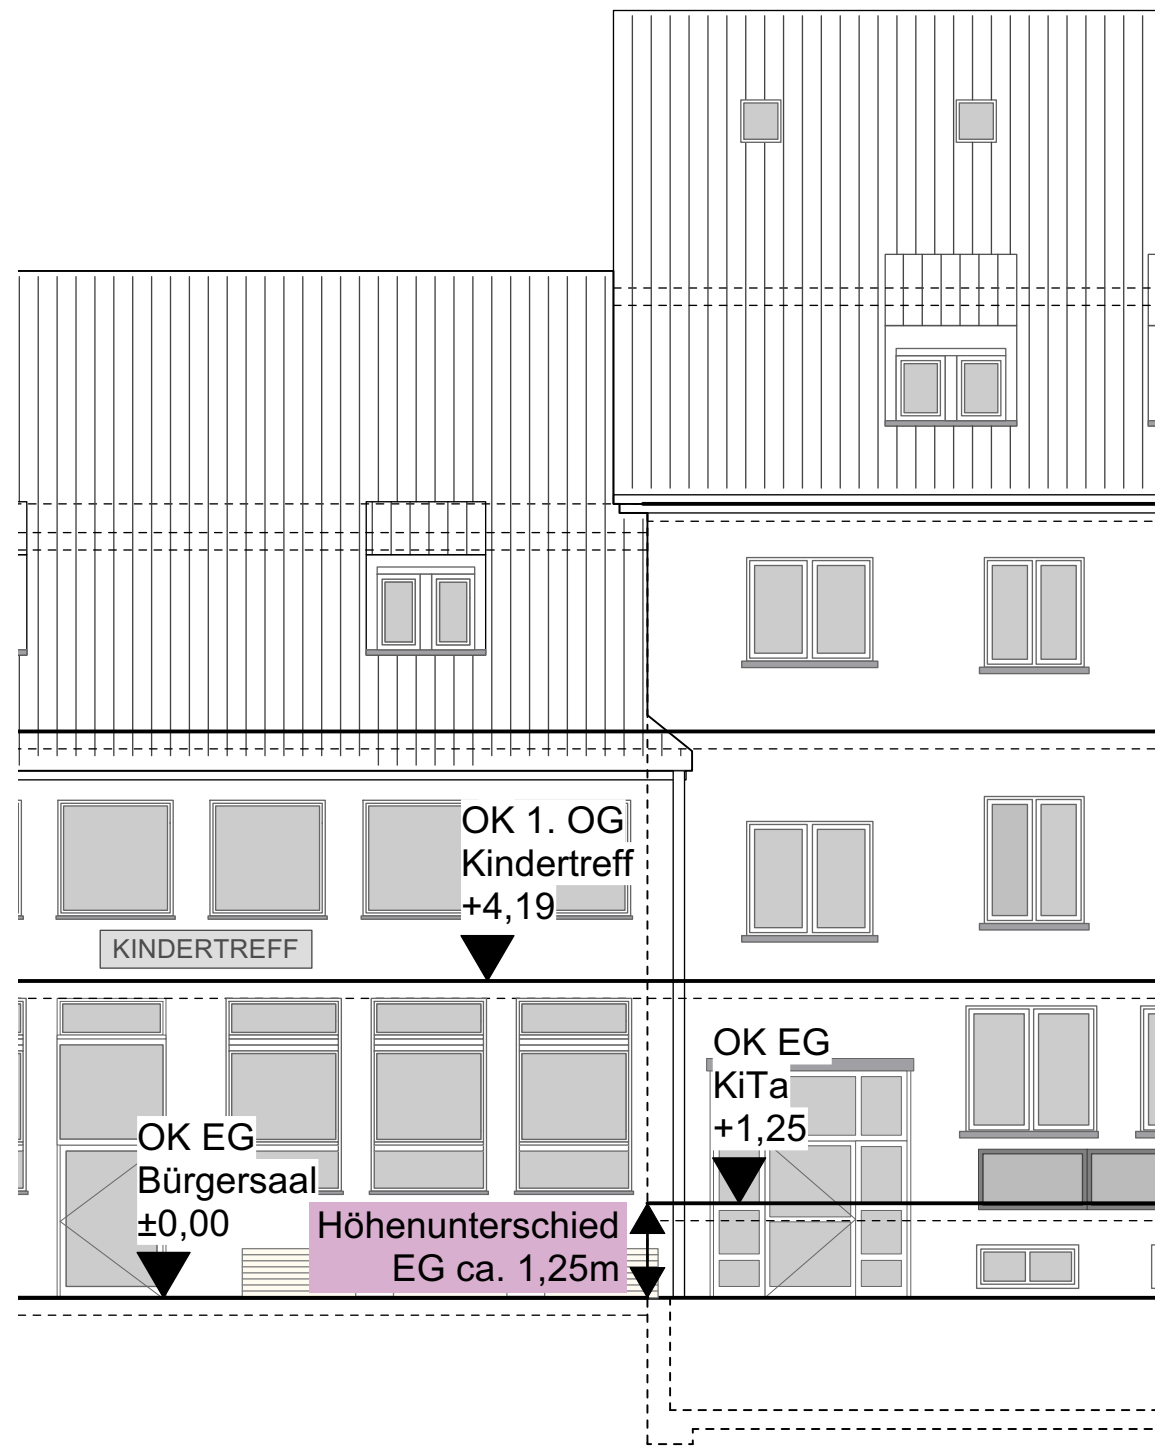 OK 1. OG
Kindertreff
+4,19
KINDERTREFF
OK EG
KiTa
+1,25
OK EG
Bürgersaal
±0,00
Höhenunterschied
EG ca. 1,25m